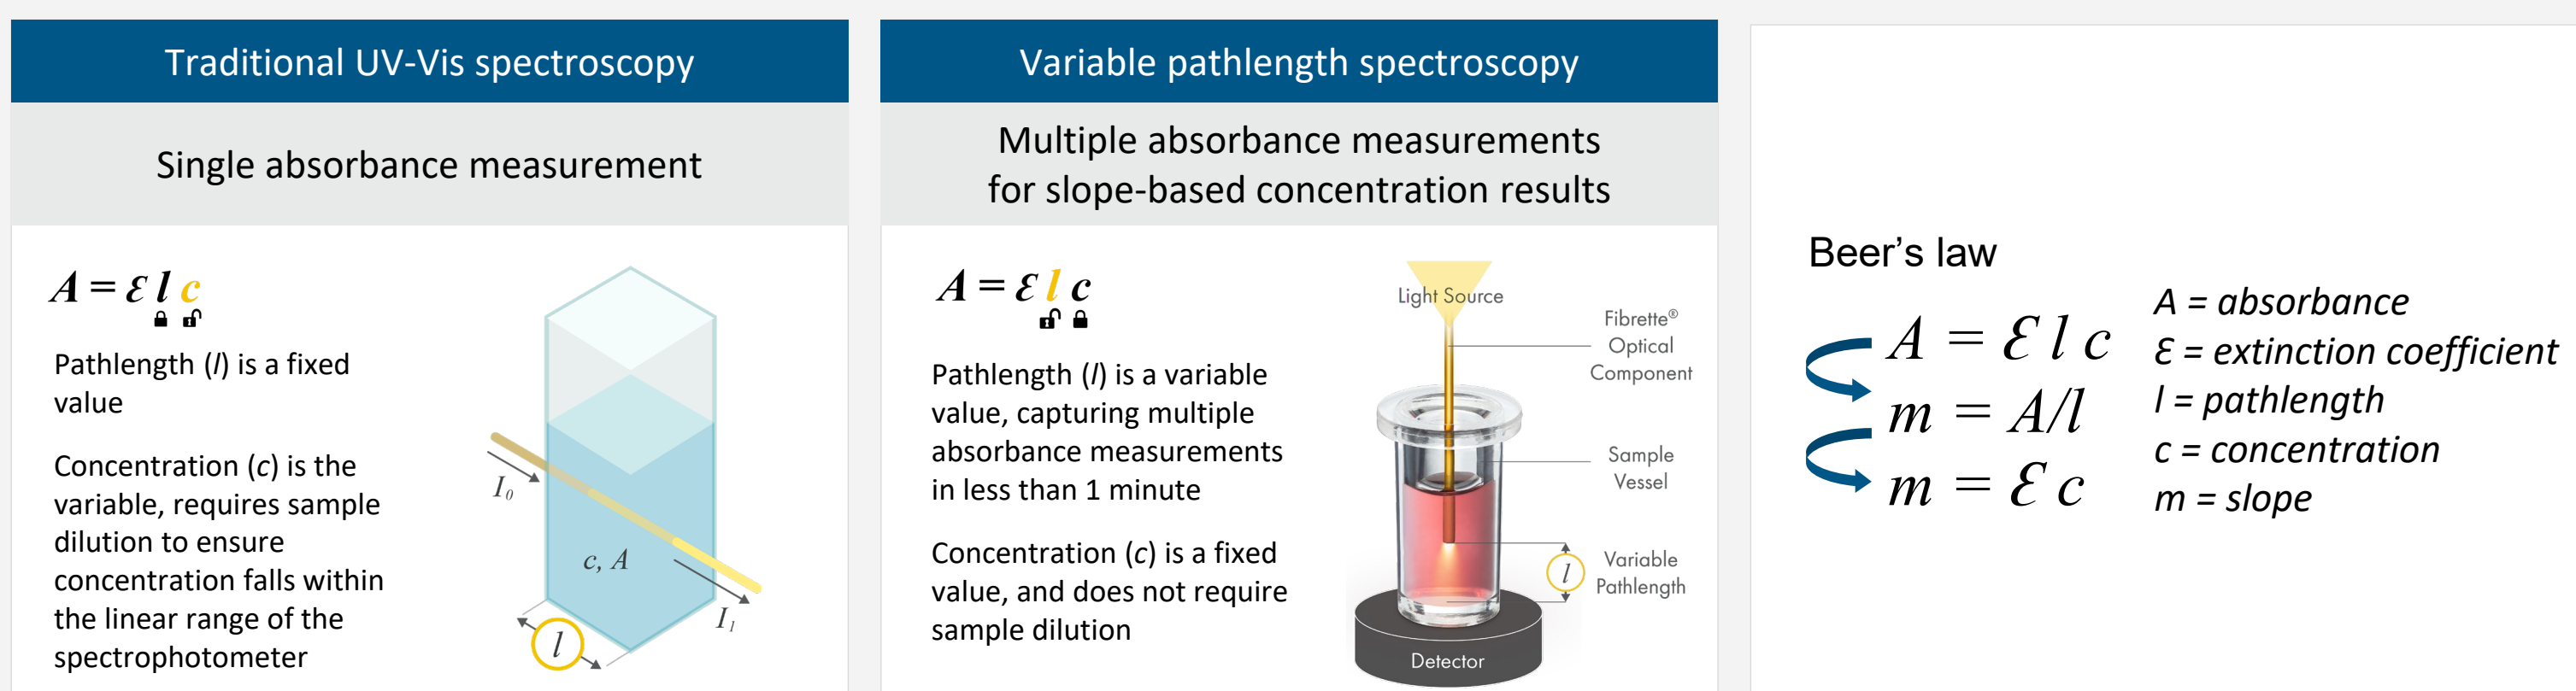 Traditional UV-Vis spectroscopy
Single absorbance measurement
A = Ɛ l c
Pathlength (l) is a fixed
value
Concentration (c) is the
variable, requires sample
dilution to ensure
concentration falls within
the linear range of the
spectrophotometer
I₀
c, A
I₁
l
Variable pathlength spectroscopy
Multiple absorbance measurements
for slope-based concentration results
A = Ɛ l c
Pathlength (l) is a variable
value, capturing multiple
absorbance measurements
in less than 1 minute
Concentration (c) is a fixed
value, and does not require
sample dilution
Light Source
Fibrette®
Optical
Component
Sample
Vessel
l
Variable
Pathlength
Detector
Beer’s law
A = Ɛ l c
m = A/l
m = Ɛ c
A = absorbance
Ɛ = extinction coefficient
l = pathlength
c = concentration
m = slope